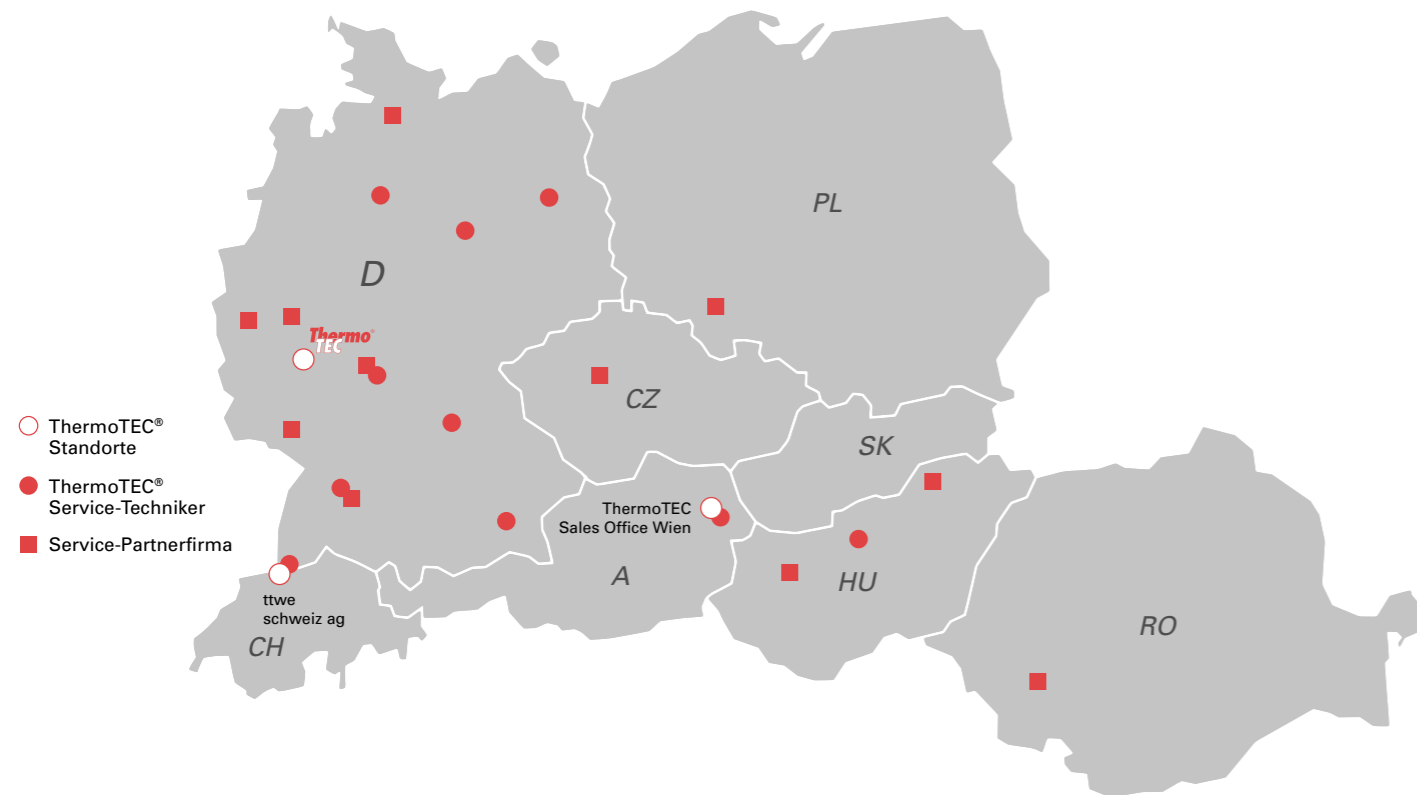 PL
D
Thermo®
TEC
CZ
ThermoTEC®
Standorte
SK
ThermoTEC®
Service-Techniker
ThermoTEC
Sales Office Wien
Service-Partnerfirma
A
HU
ttwe
schweiz ag
CH
RO